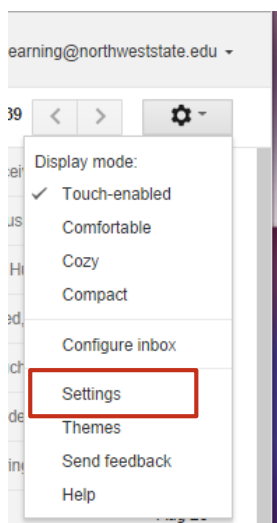 earning@northweststate.edu
39
Display mode:
✓ Touch-enabled
Comfortable
Cozy
Compact
Configure inbox
Settings
Themes
Send feedback
Help